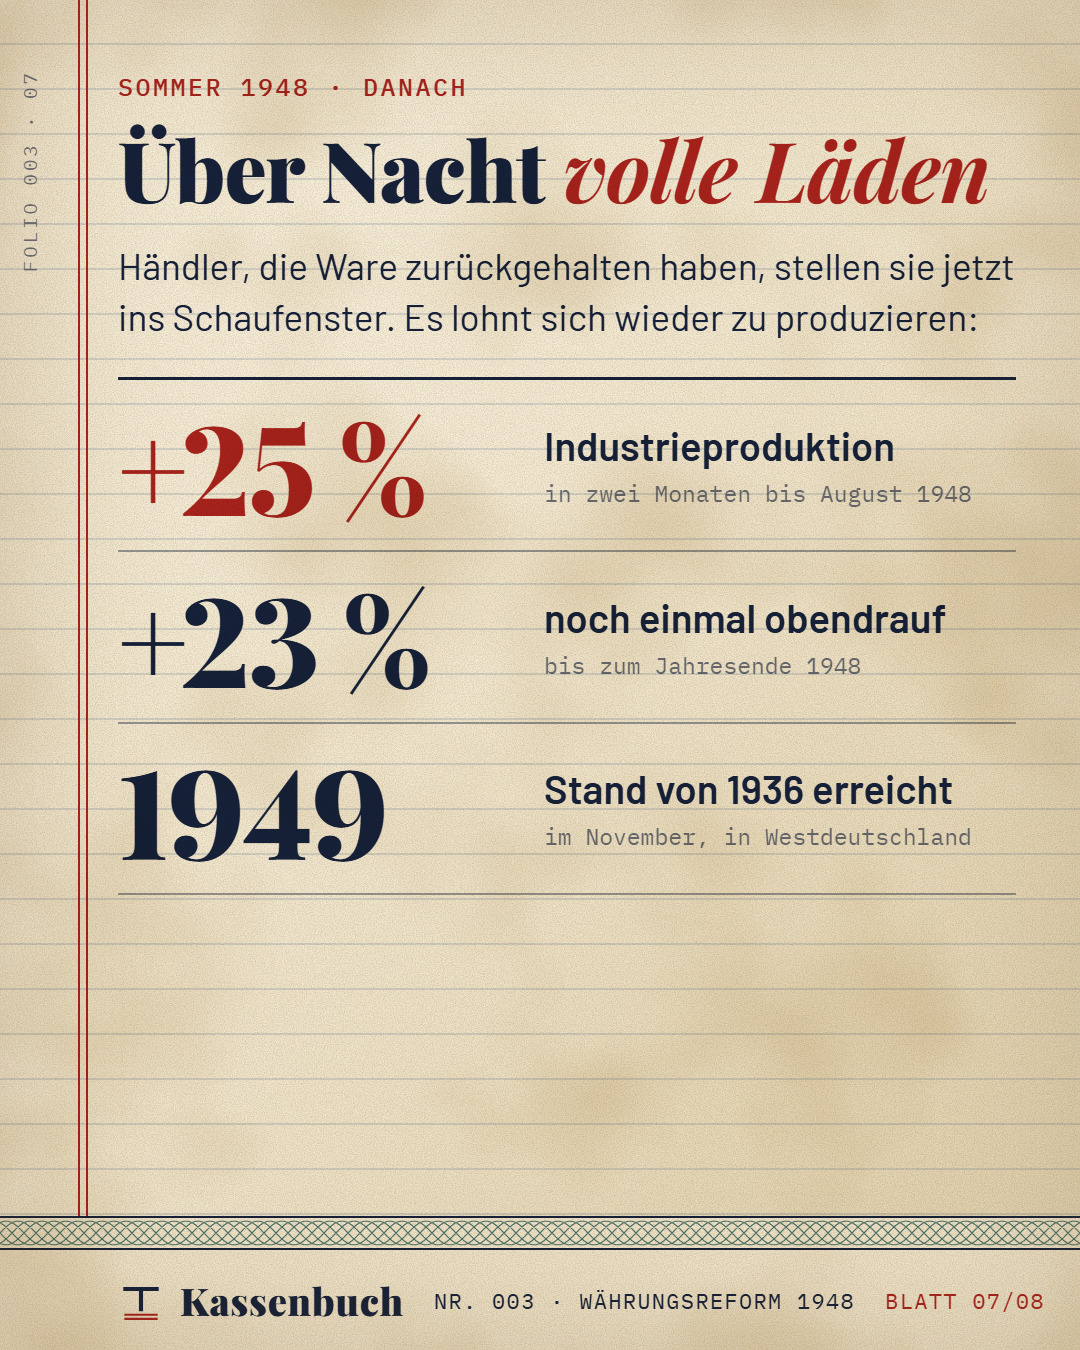 FOLIO 003 · 07
SOMMER 1948 · DANACH
Über Nacht volle Läden
Händler, die Ware zurückgehalten haben, stellen sie jetzt
ins Schaufenster. Es lohnt sich wieder zu produzieren:
+25 %
Industrieproduktion
in zwei Monaten bis August 1948
+23 %
noch einmal obendrauf
bis zum Jahresende 1948
1949
Stand von 1936 erreicht
im November, in Westdeutschland
Kassenbuch NR. 003 · WÄHRUNGSREFORM 1948 BLATT 07/08